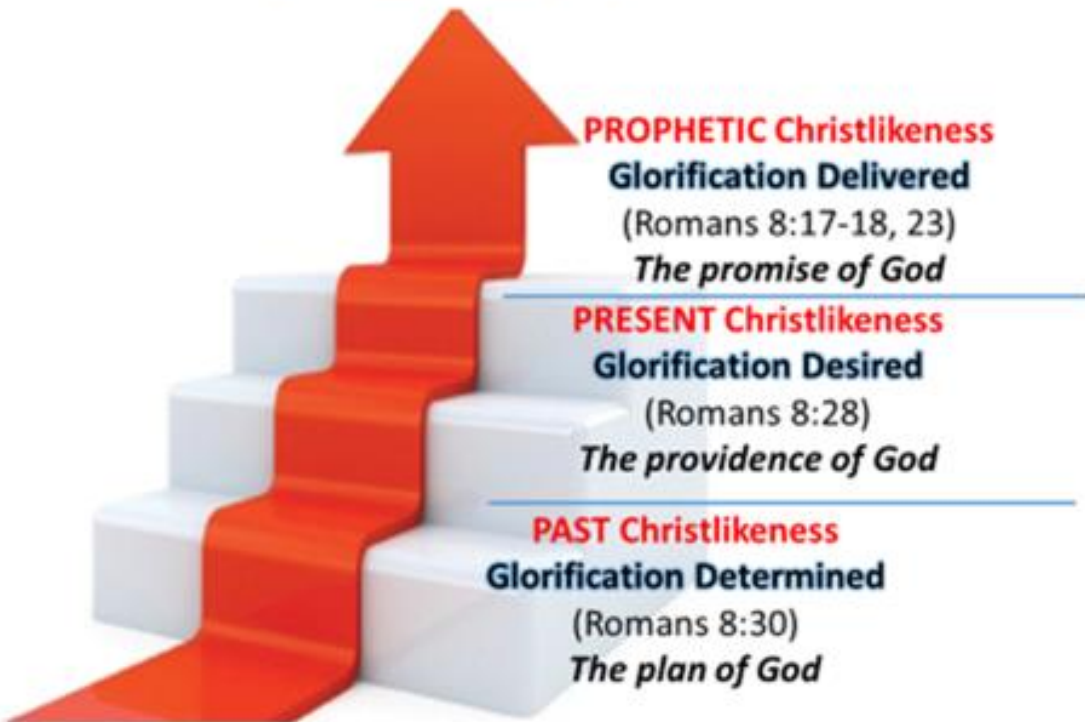 PROPHETIC Christlikeness
Glorification Delivered
(Romans 8:17-18, 23)
The promise of God
PRESENT Christlikeness
Glorification Desired
(Romans 8:28)
The providence of God
PAST Christlikeness
Glorification Determined
(Romans 8:30)
The plan of God